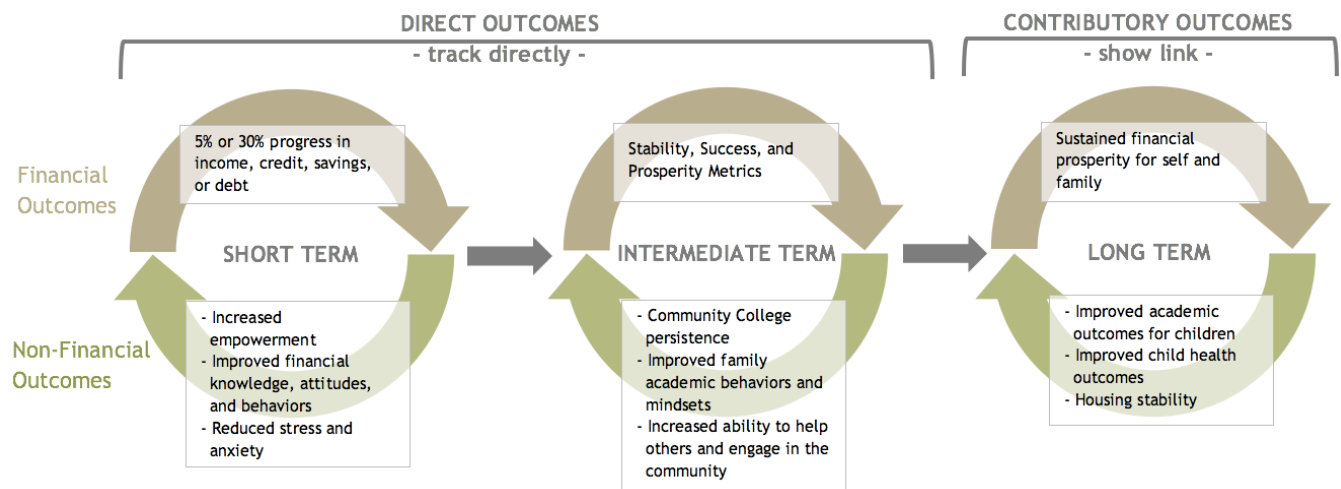 DIRECT OUTCOMES
- track directly -
CONTRIBUTORY OUTCOMES
- show link -
Financial
Outcomes
5% or 30% progress in
income, credit, savings,
or debt
Stability, Success, and
Prosperity Metrics
Sustained financial
prosperity for self and
family
SHORT TERM
INTERMEDIATE TERM
LONG TERM
Non-Financial
Outcomes
- Increased
empowerment
- Improved financial
knowledge, attitudes,
and behaviors
- Reduced stress and
anxiety
- Community College
persistence
- Improved family
academic behaviors and
mindsets
- Increased ability to help
others and engage in the
community
- Improved academic
outcomes for children
- Improved child health
outcomes
- Housing stability